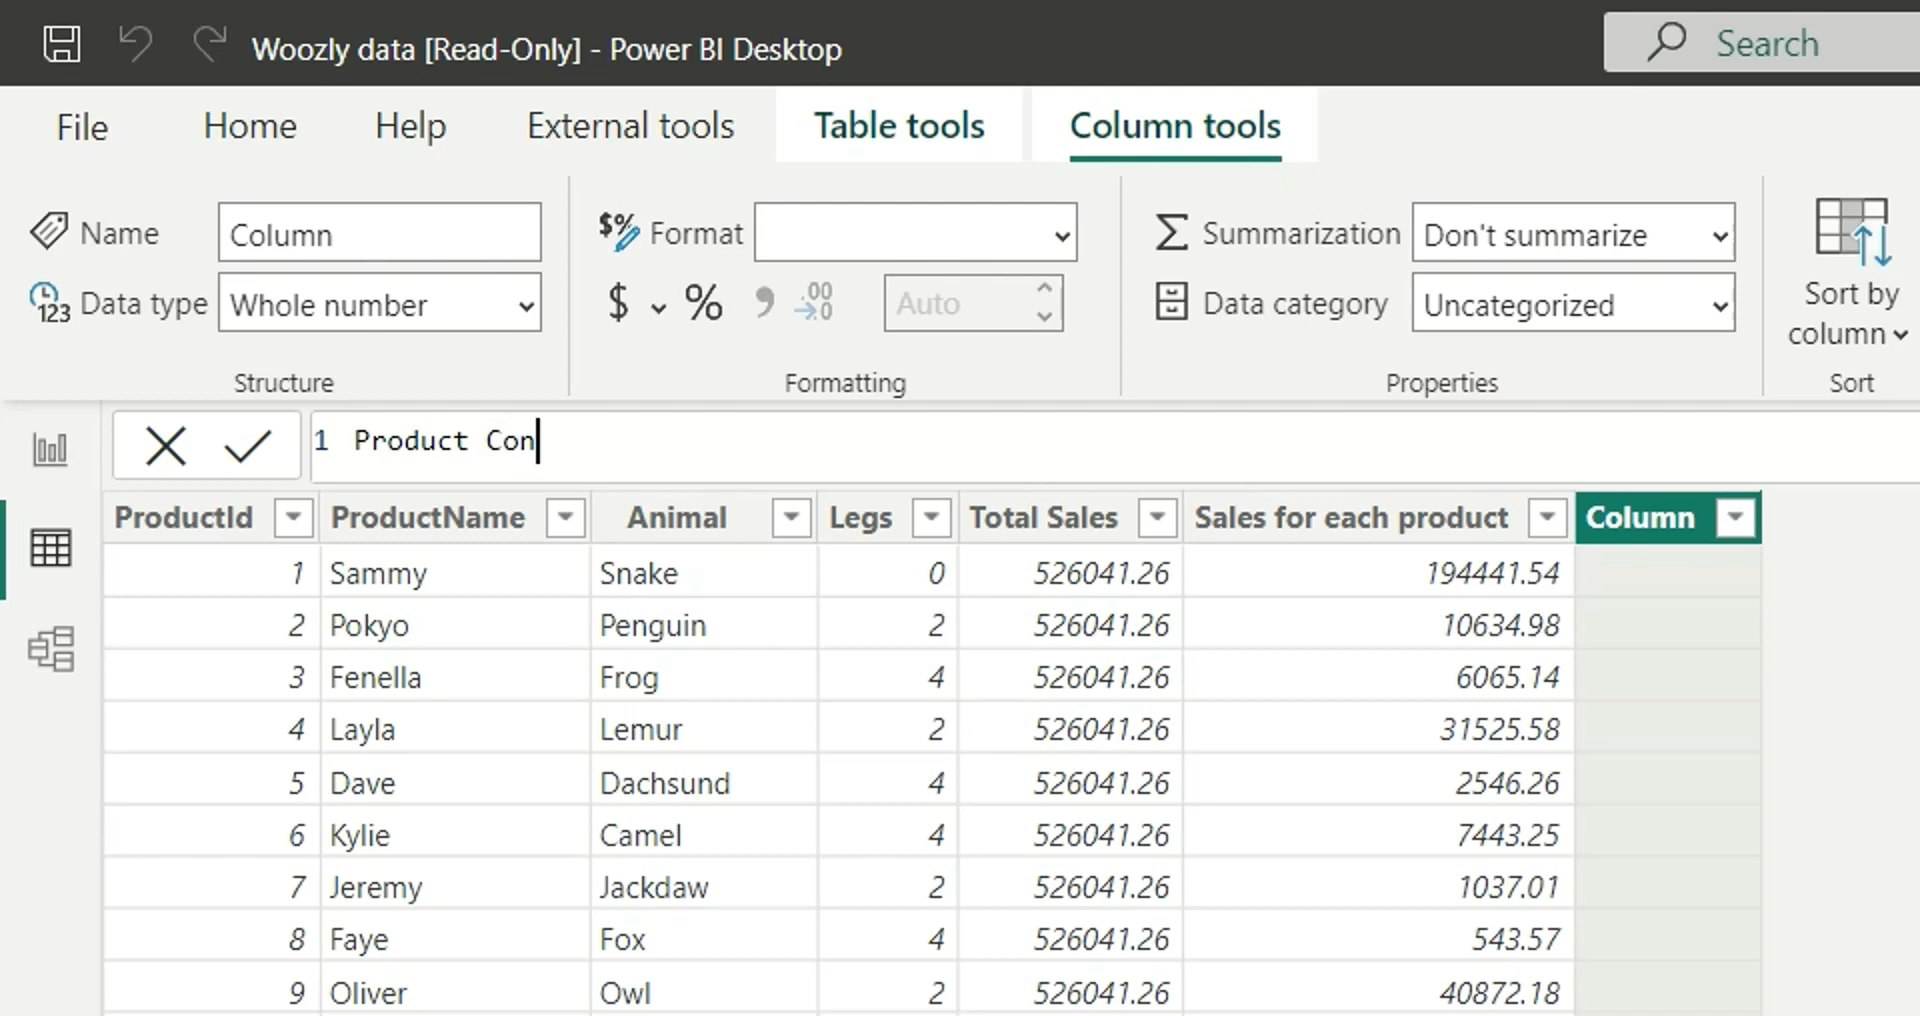 Woozly data [Read-Only] - Power BI Desktop
Search
File Home Help External tools Table tools Column tools
Name Column
Data type Whole number
Structure
$% Format
$ % 9 .00 →.0 Auto
Formatting
Summarization Don't summarize
Data category Uncategorized
Properties
Sort by
column
Sort
1 Product Con
ProductId ProductName Animal Legs Total Sales Sales for each product Column
1 Sammy Snake 0 526041.26 194441.54
2 Pokyo Penguin 2 526041.26 10634.98
3 Fenella Frog 4 526041.26 6065.14
4 Layla Lemur 2 526041.26 31525.58
5 Dave Dachsund 4 526041.26 2546.26
6 Kylie Camel 4 526041.26 7443.25
7 Jeremy Jackdaw 2 526041.26 1037.01
8 Faye Fox 4 526041.26 543.57
9 Oliver Owl 2 526041.26 40872.18